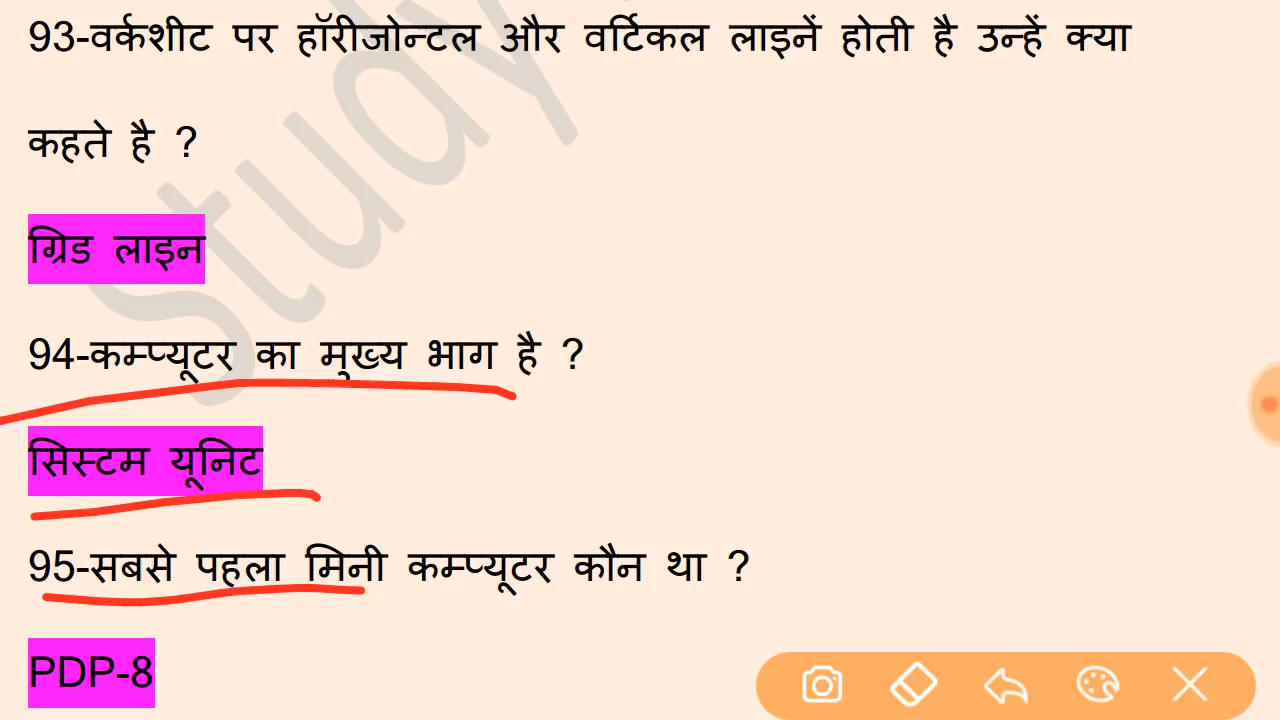 93-वर्कशीट पर हॉरीजोन्टल और वर्टिकल लाइनें होती है उन्हें क्या
कहते है ?
ग्रिड लाइन
94-कम्प्यूटर का मुख्य भाग है ?
सिस्टम यूनिट
95-सबसे पहला मिनी कम्प्यूटर कौन था ?
PDP-8
Study